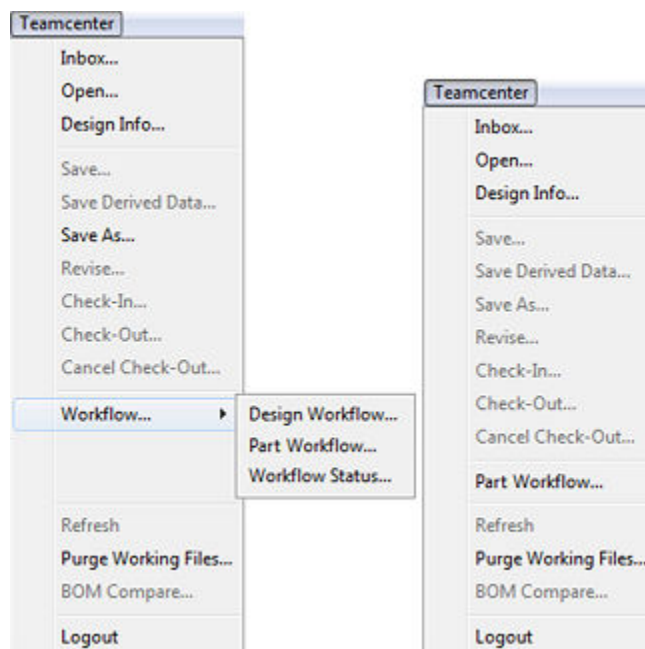 Teamcenter
Inbox...
Open...
Design Info...
Save...
Save Derived Data...
Save As...
Revise...
Check-In...
Check-Out...
Cancel Check-Out...
Workflow...
Design Workflow...
Part Workflow...
Workflow Status...
Refresh
Purge Working Files...
BOM Compare...
Logout
Teamcenter
Inbox...
Open...
Design Info...
Save...
Save Derived Data...
Save As...
Revise...
Check-In...
Check-Out...
Cancel Check-Out...
Part Workflow...
Refresh
Purge Working Files...
BOM Compare...
Logout